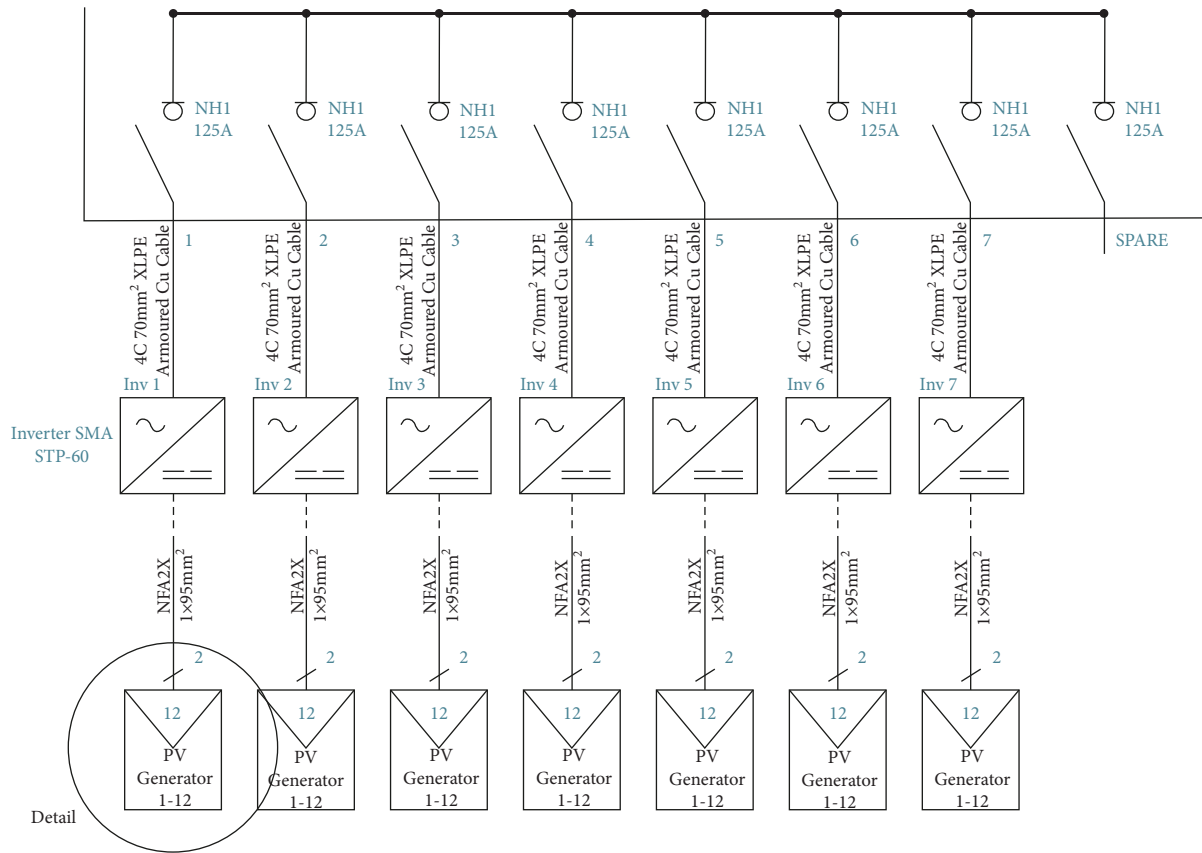 NH1
125A
NH1
125A
NH1
125A
NH1
125A
NH1
125A
NH1
125A
NH1
125A
NH1
125A
1
2
3
4
5
6
7
SPARE
4C 70mm² XLPE
Armoured Cu Cable
4C 70mm² XLPE
Armoured Cu Cable
4C 70mm² XLPE
Armoured Cu Cable
4C 70mm² XLPE
Armoured Cu Cable
4C 70mm² XLPE
Armoured Cu Cable
4C 70mm² XLPE
Armoured Cu Cable
4C 70mm² XLPE
Armoured Cu Cable
Inv 1
Inv 2
Inv 3
Inv 4
Inv 5
Inv 6
Inv 7
Inverter SMA
STP-60
NFA2X
1×95mm²
NFA2X
1×95mm²
NFA2X
1×95mm²
NFA2X
1×95mm²
NFA2X
1×95mm²
NFA2X
1×95mm²
NFA2X
1×95mm²
2
2
2
2
2
2
2
12
PV
Generator
1-12
12
PV
Generator
1-12
12
PV
Generator
1-12
12
PV
Generator
1-12
12
PV
Generator
1-12
12
PV
Generator
1-12
12
PV
Generator
1-12
Detail